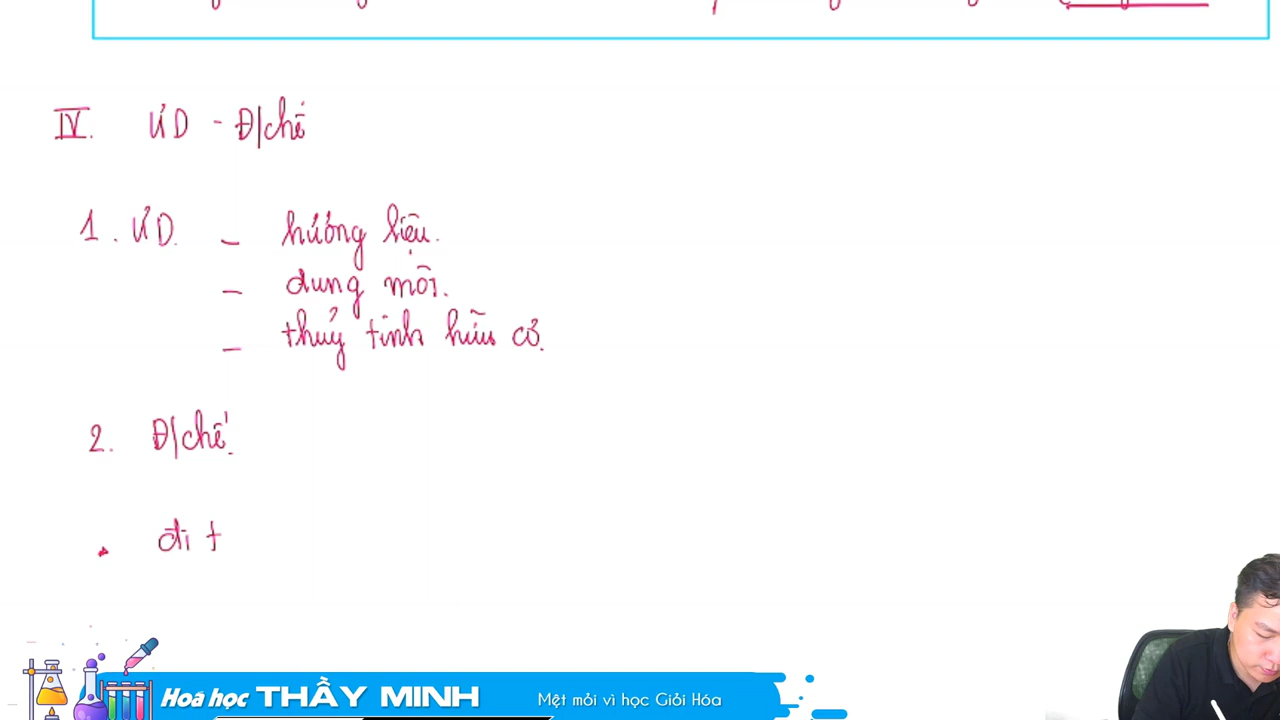 IV. ƯD - Đ/chế
1. ƯD. - hương liệu.
- dung môi.
- thuỷ tinh hữu cơ.
2. Đ/chế.
• đi t
Hoá học THẦY MINH
Mệt mỏi vì học Giỏi Hóa